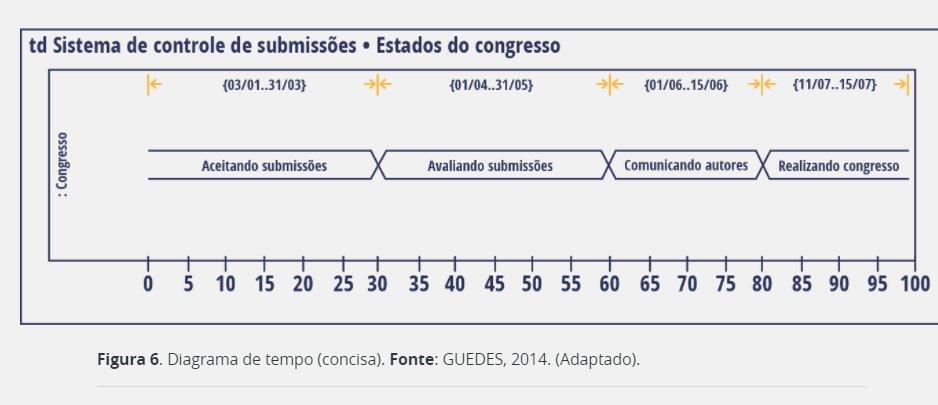 td Sistema de controle de submissões • Estados do congresso
{03/01..31/03} {01/04..31/05} {01/06..15/06} {11/07..15/07}
: Congresso
Aceitando submissões Avaliando submissões Comunicando autores Realizando congresso
0 5 10 15 20 25 30 35 40 45 50 55 60 65 70 75 80 85 90 95 100
Figura 6. Diagrama de tempo (concisa). Fonte: GUEDES, 2014. (Adaptado).